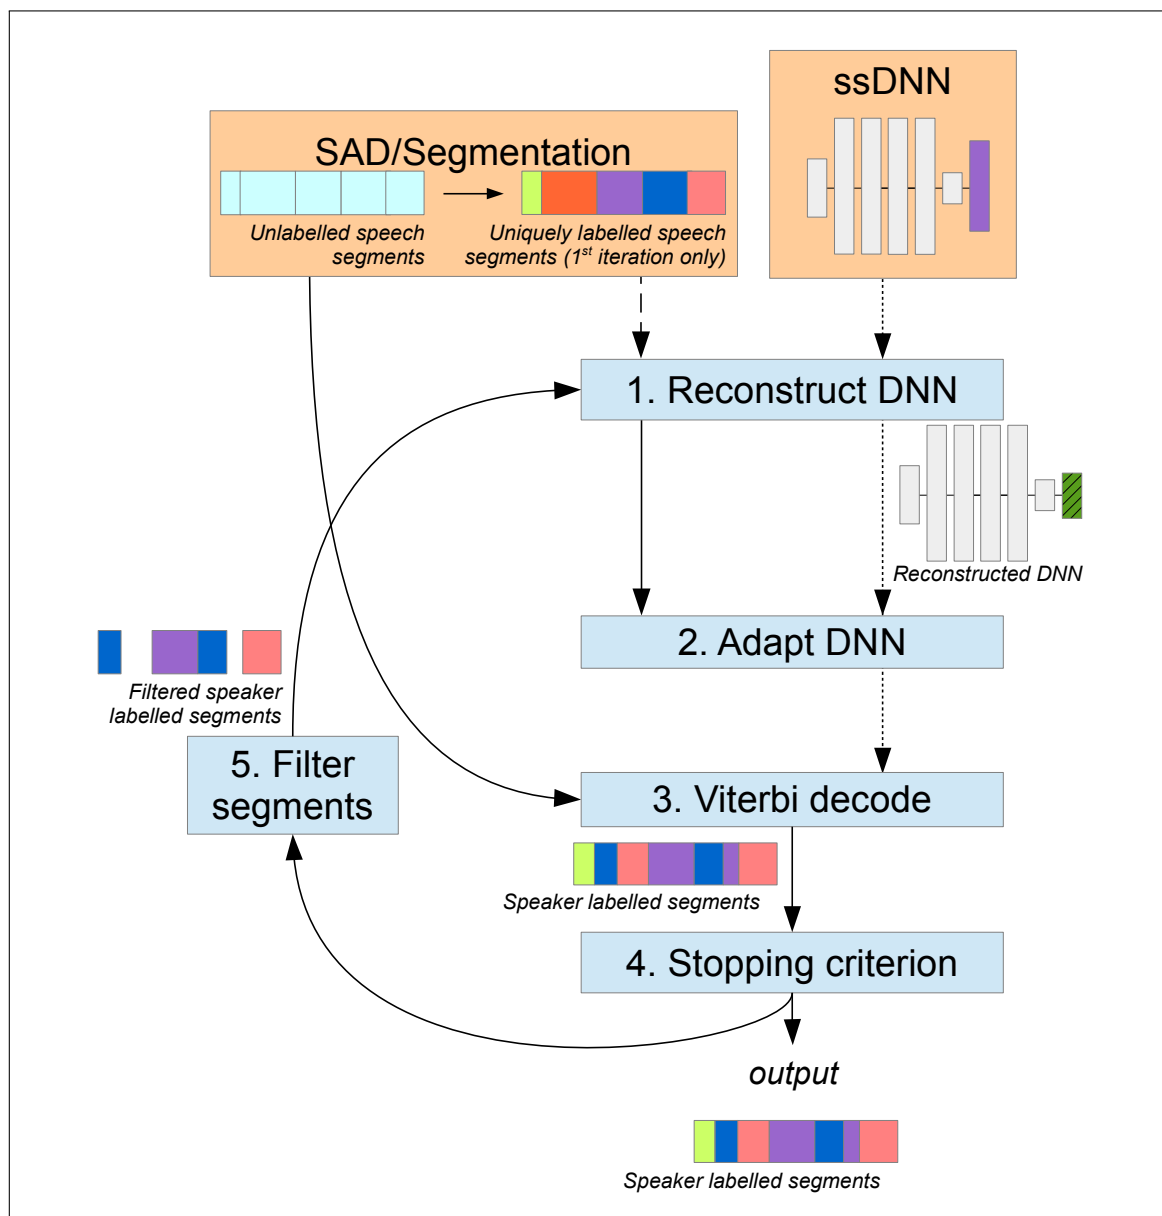 ssDNN
SAD/Segmentation
Unlabelled speech
segments
Uniquely labelled speech
segments (1st iteration only)
1. Reconstruct DNN
Reconstructed DNN
2. Adapt DNN
Filtered speaker
labelled segments
5. Filter
segments
3. Viterbi decode
Speaker labelled segments
4. Stopping criterion
output
Speaker labelled segments